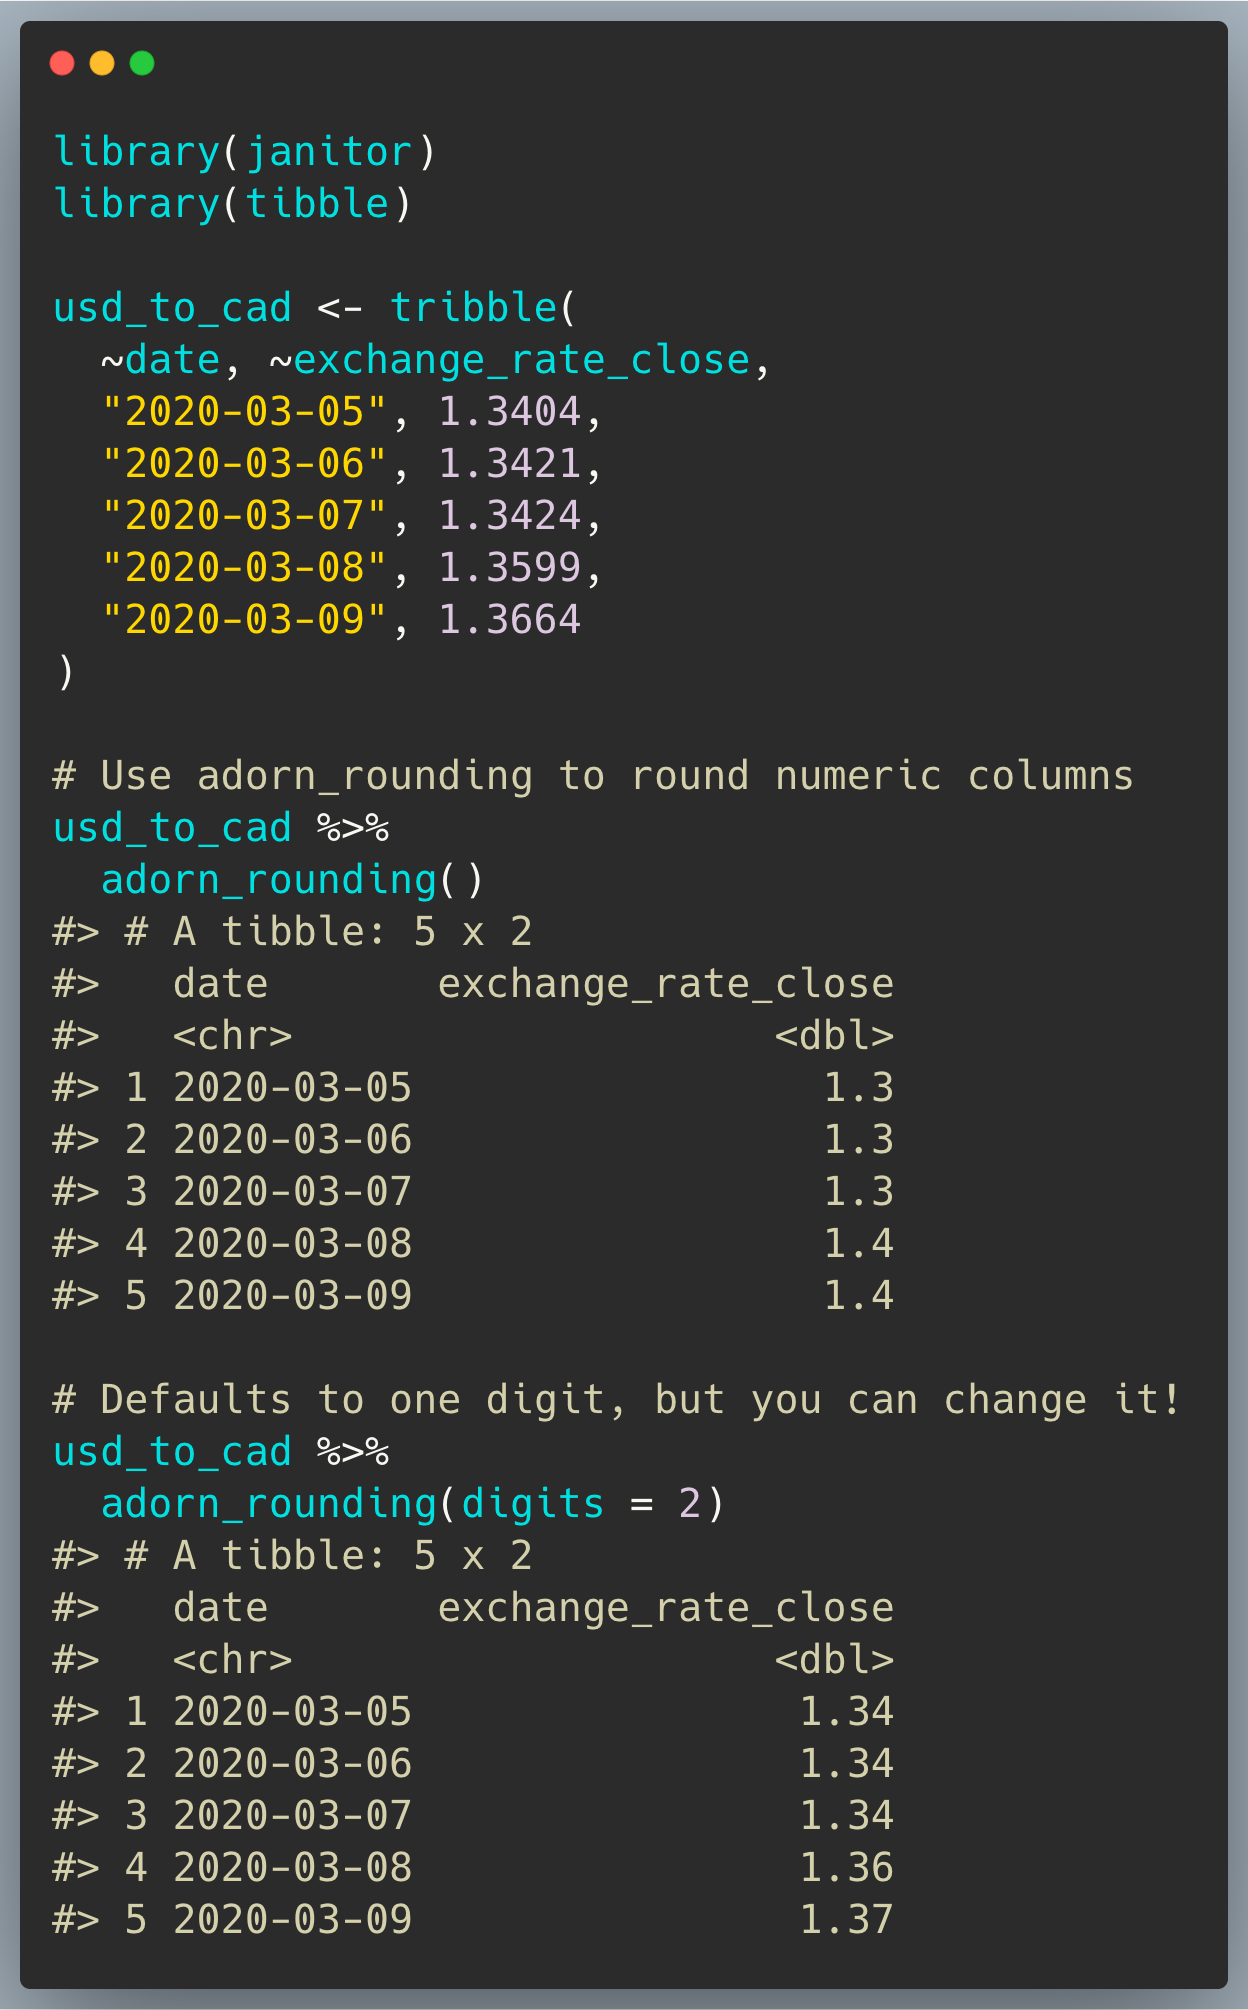 library(janitor)
library(tibble)

usd_to_cad <- tribble(
  ~date, ~exchange_rate_close,
  "2020-03-05", 1.3404,
  "2020-03-06", 1.3421,
  "2020-03-07", 1.3424,
  "2020-03-08", 1.3599,
  "2020-03-09", 1.3664
)

# Use adorn_rounding to round numeric columns
usd_to_cad %>%
  adorn_rounding()
#> # A tibble: 5 x 2
#>   date       exchange_rate_close
#>   <chr>                    <dbl>
#> 1 2020-03-05                 1.3
#> 2 2020-03-06                 1.3
#> 3 2020-03-07                 1.3
#> 4 2020-03-08                 1.4
#> 5 2020-03-09                 1.4

# Defaults to one digit, but you can change it!
usd_to_cad %>%
  adorn_rounding(digits = 2)
#> # A tibble: 5 x 2
#>   date       exchange_rate_close
#>   <chr>                    <dbl>
#> 1 2020-03-05                1.34
#> 2 2020-03-06                1.34
#> 3 2020-03-07                1.34
#> 4 2020-03-08                1.36
#> 5 2020-03-09                1.37